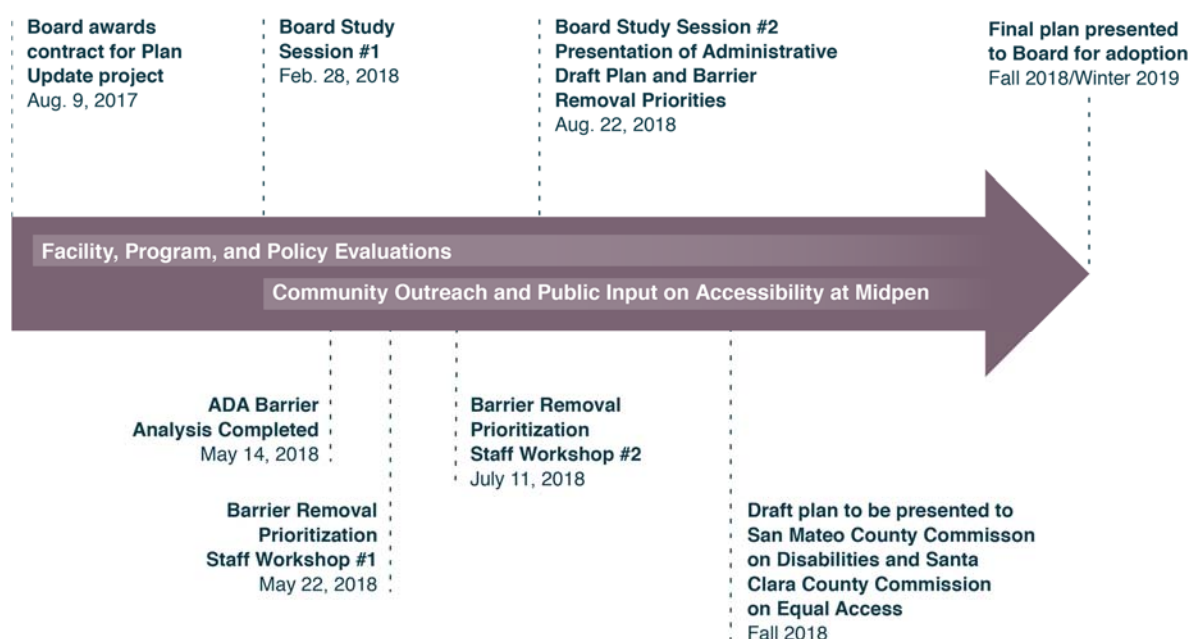 Board awards
contract for Plan
Update project
Aug. 9, 2017
Board Study
Session #1
Feb. 28, 2018
Board Study Session #2
Presentation of Administrative
Draft Plan and Barrier
Removal Priorities
Aug. 22, 2018
Final plan presented
to Board for adoption
Fall 2018/Winter 2019
Facility, Program, and Policy Evaluations
Community Outreach and Public Input on Accessibility at Midpen
ADA Barrier
Analysis Completed
May 14, 2018
Barrier Removal
Prioritization
Staff Workshop #1
May 22, 2018
Barrier Removal
Prioritization
Staff Workshop #2
July 11, 2018
Draft plan to be presented to
San Mateo County Commisson
on Disabilities and Santa
Clara County Commission
on Equal Access
Fall 2018